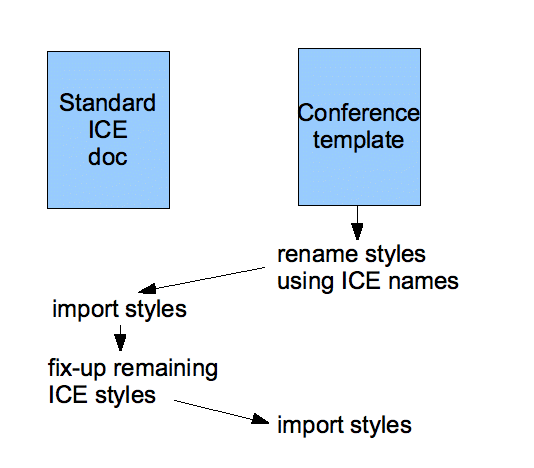 Standard
ICE
doc
Conference
template
rename styles
using ICE names
import styles
fix-up remaining
ICE styles
import styles